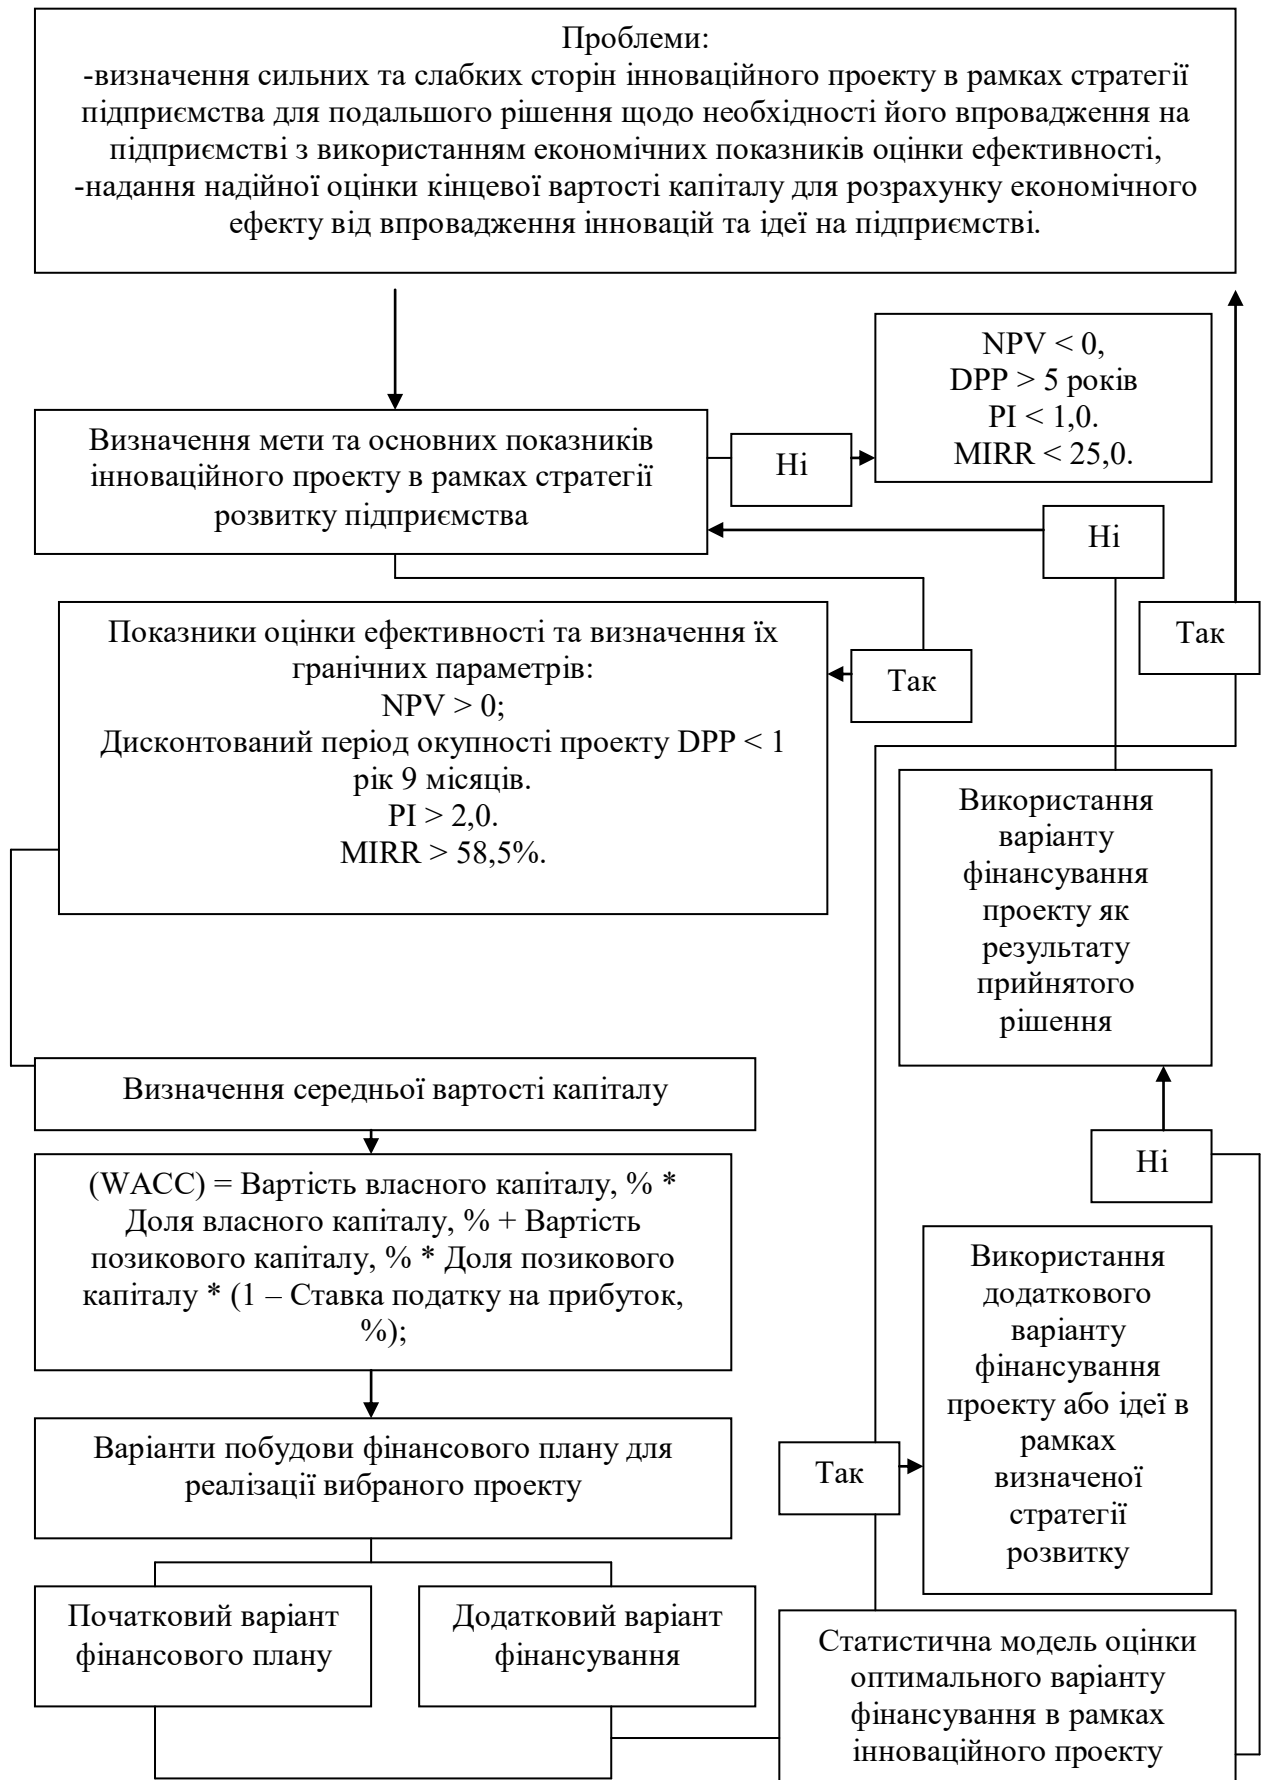 Проблеми:
-визначення сильних та слабких сторін інноваційного проекту в рамках стратегії
підприємства для подальшого рішення щодо необхідності його впровадження на
підприємстві з використанням економічних показників оцінки ефективності,
-надання надійної оцінки кінцевої вартості капіталу для розрахунку економічного
ефекту від впровадження інновацій та ідеї на підприємстві.
NPV < 0,
DPP > 5 років
PI < 1,0.
MIRR < 25,0.
Визначення мети та основних показників
інноваційного проекту в рамках стратегії
розвитку підприємства
Ні
Ні
Так
Показники оцінки ефективності та визначення їх
гранічних параметрів:
NPV > 0;
Дисконтований період окупності проекту DPP < 1
рік 9 місяців.
PI > 2,0.
MIRR > 58,5%.
Так
Використання
варіанту
фінансування
проекту як
результату
прийнятого
рішення
Визначення середньої вартості капіталу
Ні
(WACC) = Вартість власного капіталу, % *
Доля власного капіталу, % + Вартість
позикового капіталу, % * Доля позикового
капіталу * (1 – Ставка податку на прибуток,
%);
Використання
додаткового
варіанту
фінансування
проекту або ідеї в
рамках
визначеної
стратегії
розвитку
Варіанти побудови фінансового плану для
реалізації вибраного проекту
Так
Початковий варіант
фінансового плану
Додатковий варіант
фінансування
Статистична модель оцінки
оптимального варіанту
фінансування в рамках
інноваційного проекту